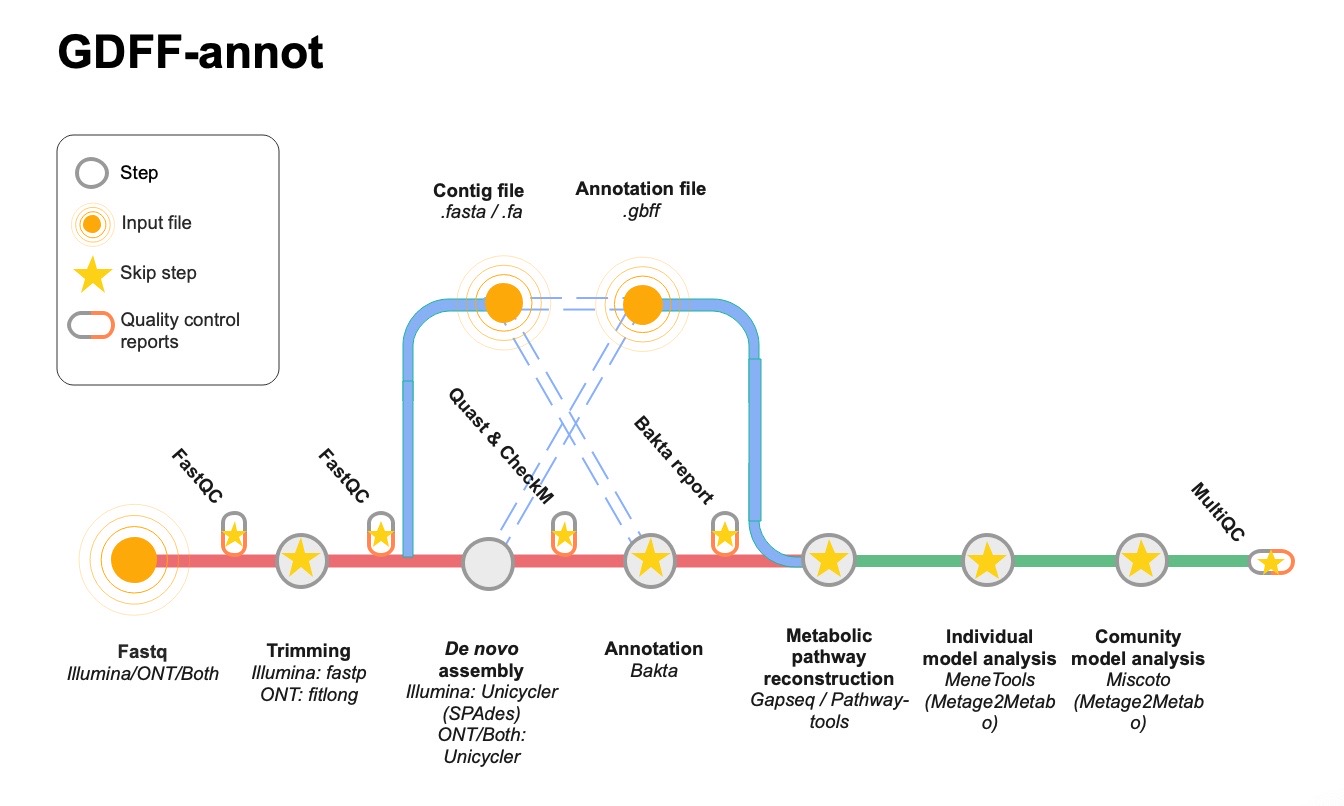 GDFF-annot
Step
Input file
Skip step
Quality control
reports
Contig file
.fasta / .fa
Annotation file
.gbff
FastQC
FastQC
Quast & CheckM
Bakta report
MultiQC
Fastq
Illumina/ONT/Both
Trimming
Illumina: fastp
ONT: fitlong
De novo
assembly
Illumina: Unicycler
(SPAdes)
ONT/Both:
Unicycler
Annotation
Bakta
Metabolic
pathway
reconstruction
Gapseq / Pathway-
tools
Individual
model analysis
MeneTools
(Metage2Metab
o)
Comunity
model analysis
Miscoto
(Metage2Metab
o)